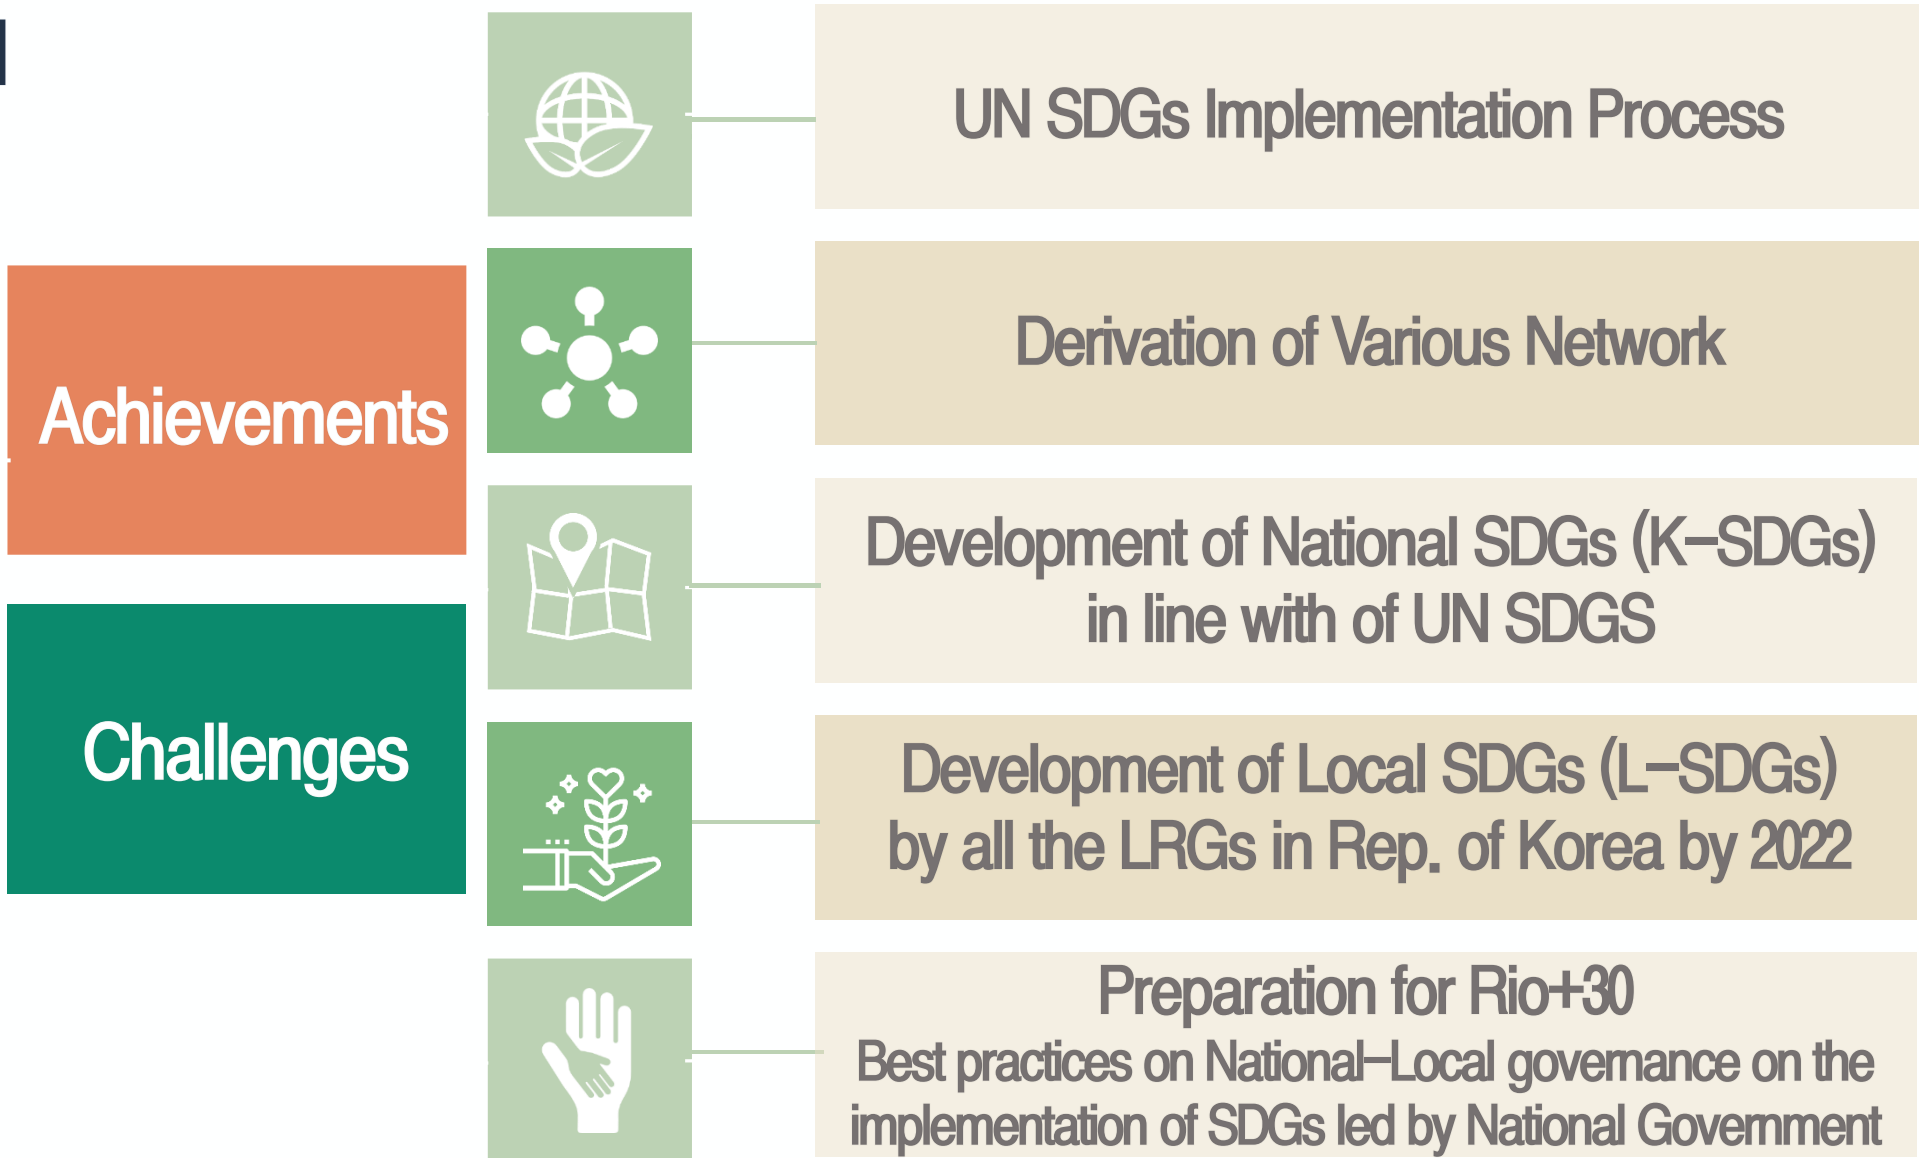 UN SDGs Implementation Process
Derivation of Various Network
Achievements
Development of National SDGs (K-SDGs)
in line with of UN SDGS
Challenges
Development of Local SDGs (L-SDGs)
by all the LRGs in Rep. of Korea by 2022
Preparation for Rio+30
Best practices on National-Local governance on the
implementation of SDGs led by National Government